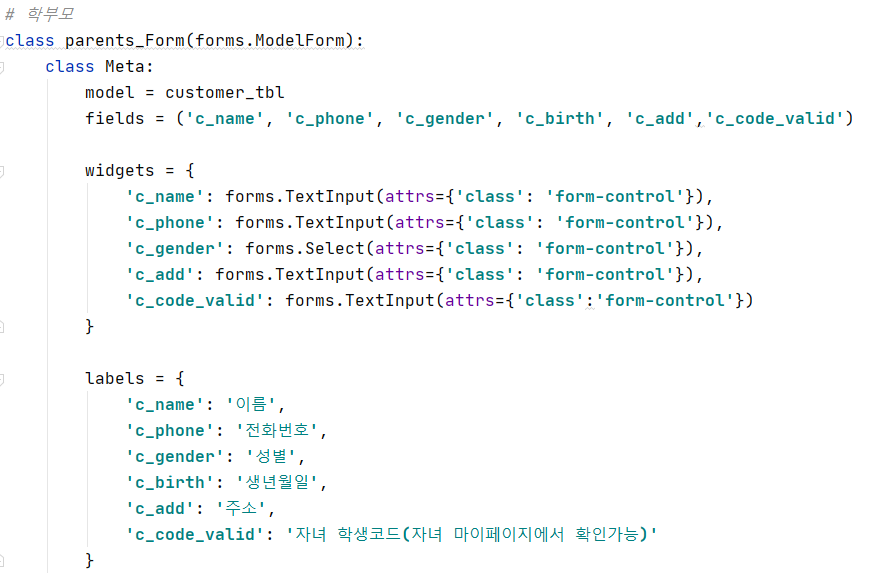 # 학부모
class parents_Form(forms.ModelForm):
    class Meta:
        model = customer_tbl
        fields = ('c_name', 'c_phone', 'c_gender', 'c_birth', 'c_add','c_code_valid')

        widgets = {
            'c_name': forms.TextInput(attrs={'class': 'form-control'}),
            'c_phone': forms.TextInput(attrs={'class': 'form-control'}),
            'c_gender': forms.Select(attrs={'class': 'form-control'}),
            'c_add': forms.TextInput(attrs={'class': 'form-control'}),
            'c_code_valid': forms.TextInput(attrs={'class':'form-control'})
        }

        labels = {
            'c_name': '이름',
            'c_phone': '전화번호',
            'c_gender': '성별',
            'c_birth': '생년월일',
            'c_add': '주소',
            'c_code_valid': '자녀 학생코드(자녀 마이페이지에서 확인가능)'
        }